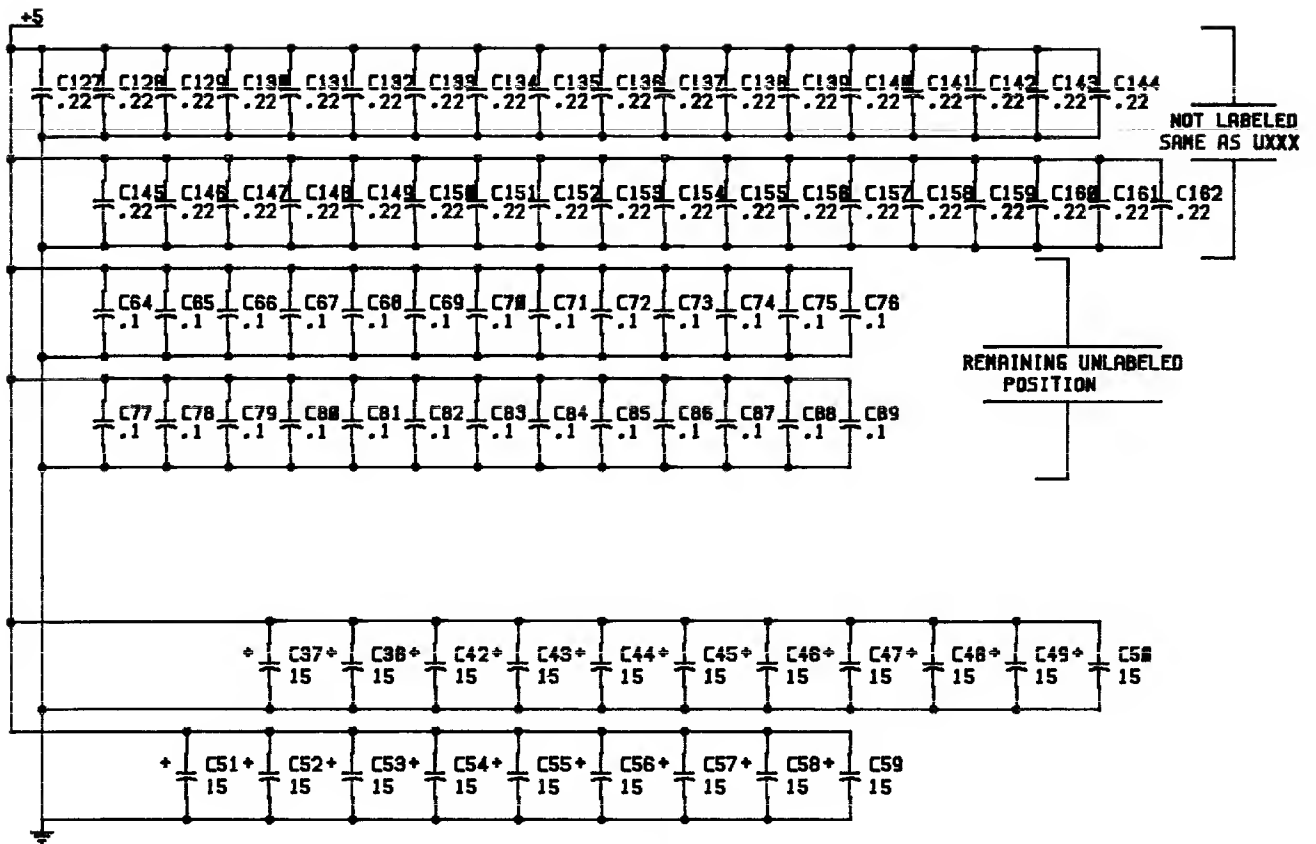 +5
C127 C128 C129 C130 C131 C132 C133 C134 C135 C136 C137 C138 C139 C140 C141 C142 C143 C144
.22 .22 .22 .22 .22 .22 .22 .22 .22 .22 .22 .22 .22 .22 .22 .22 .22 .22
NOT LABELED
SAME AS UXXX
C145 C146 C147 C148 C149 C150 C151 C152 C153 C154 C155 C156 C157 C158 C159 C160 C161 C162
.22 .22 .22 .22 .22 .22 .22 .22 .22 .22 .22 .22 .22 .22 .22 .22 .22 .22
C64 C65 C66 C67 C68 C69 C70 C71 C72 C73 C74 C75 C76
.1 .1 .1 .1 .1 .1 .1 .1 .1 .1 .1 .1 .1
REMAINING UNLABELED
POSITION
C77 C78 C79 C80 C81 C82 C83 C84 C85 C86 C87 C88 C89
.1 .1 .1 .1 .1 .1 .1 .1 .1 .1 .1 .1 .1
+ C37 + C38 + C42 + C43 + C44 + C45 + C46 + C47 + C48 + C49 + C50
15 15 15 15 15 15 15 15 15 15 15
+ C51 + C52 + C53 + C54 + C55 + C56 + C57 + C58 + C59
15 15 15 15 15 15 15 15 15